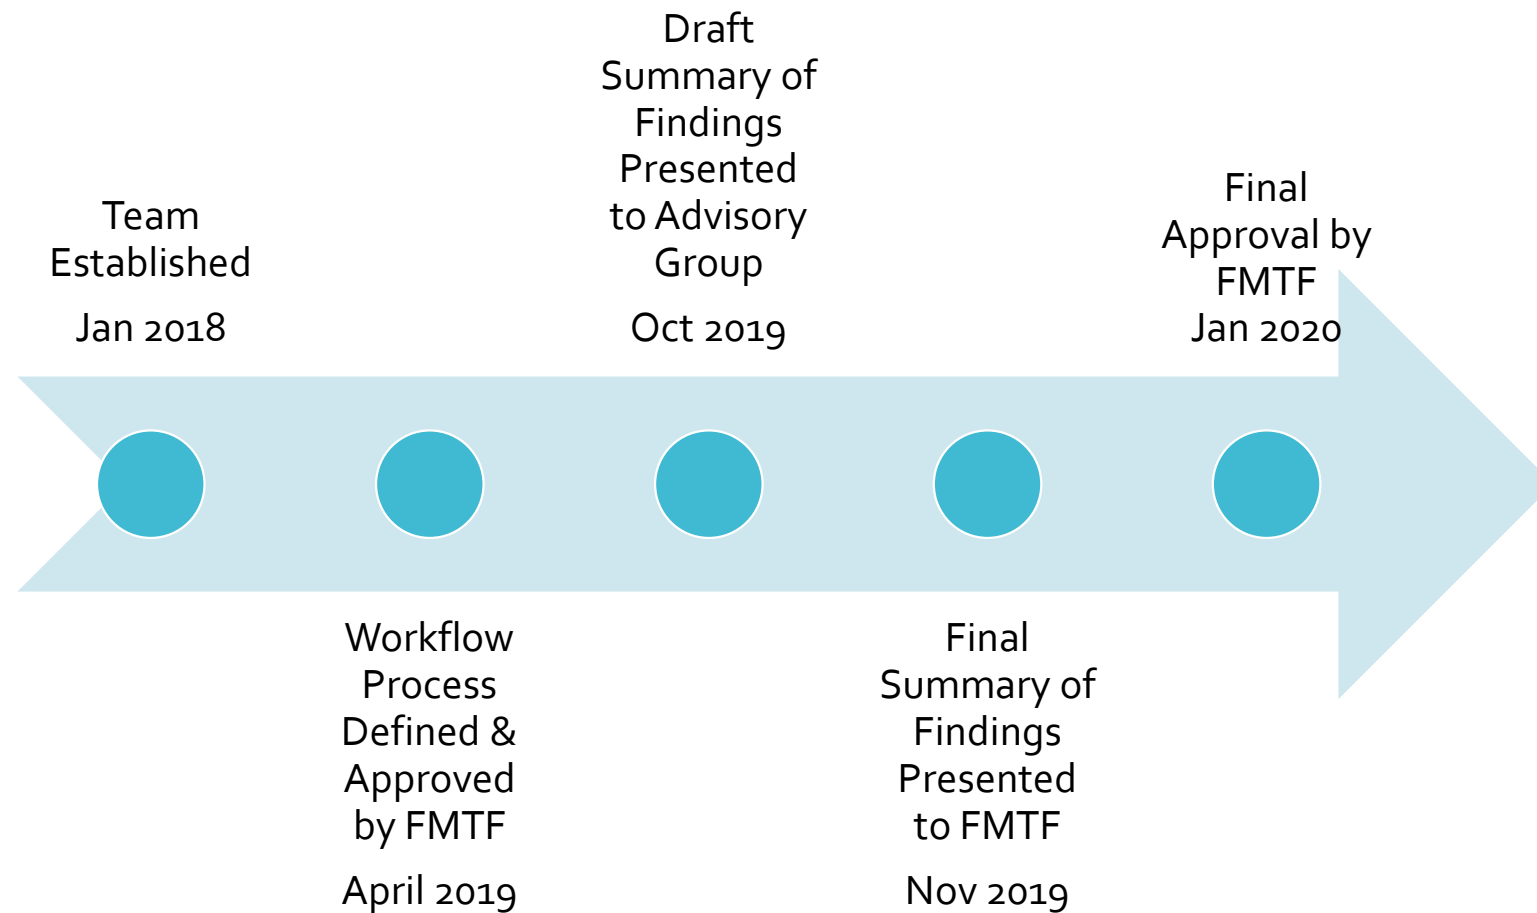 Team
Established
Jan 2018
Workflow
Process
Defined &
Approved
by FMTF
April 2019
Draft
Summary of
Findings
Presented
to Advisory
Group
Oct 2019
Final
Summary of
Findings
Presented
to FMTF
Nov 2019
Final
Approval by
FMTF
Jan 2020